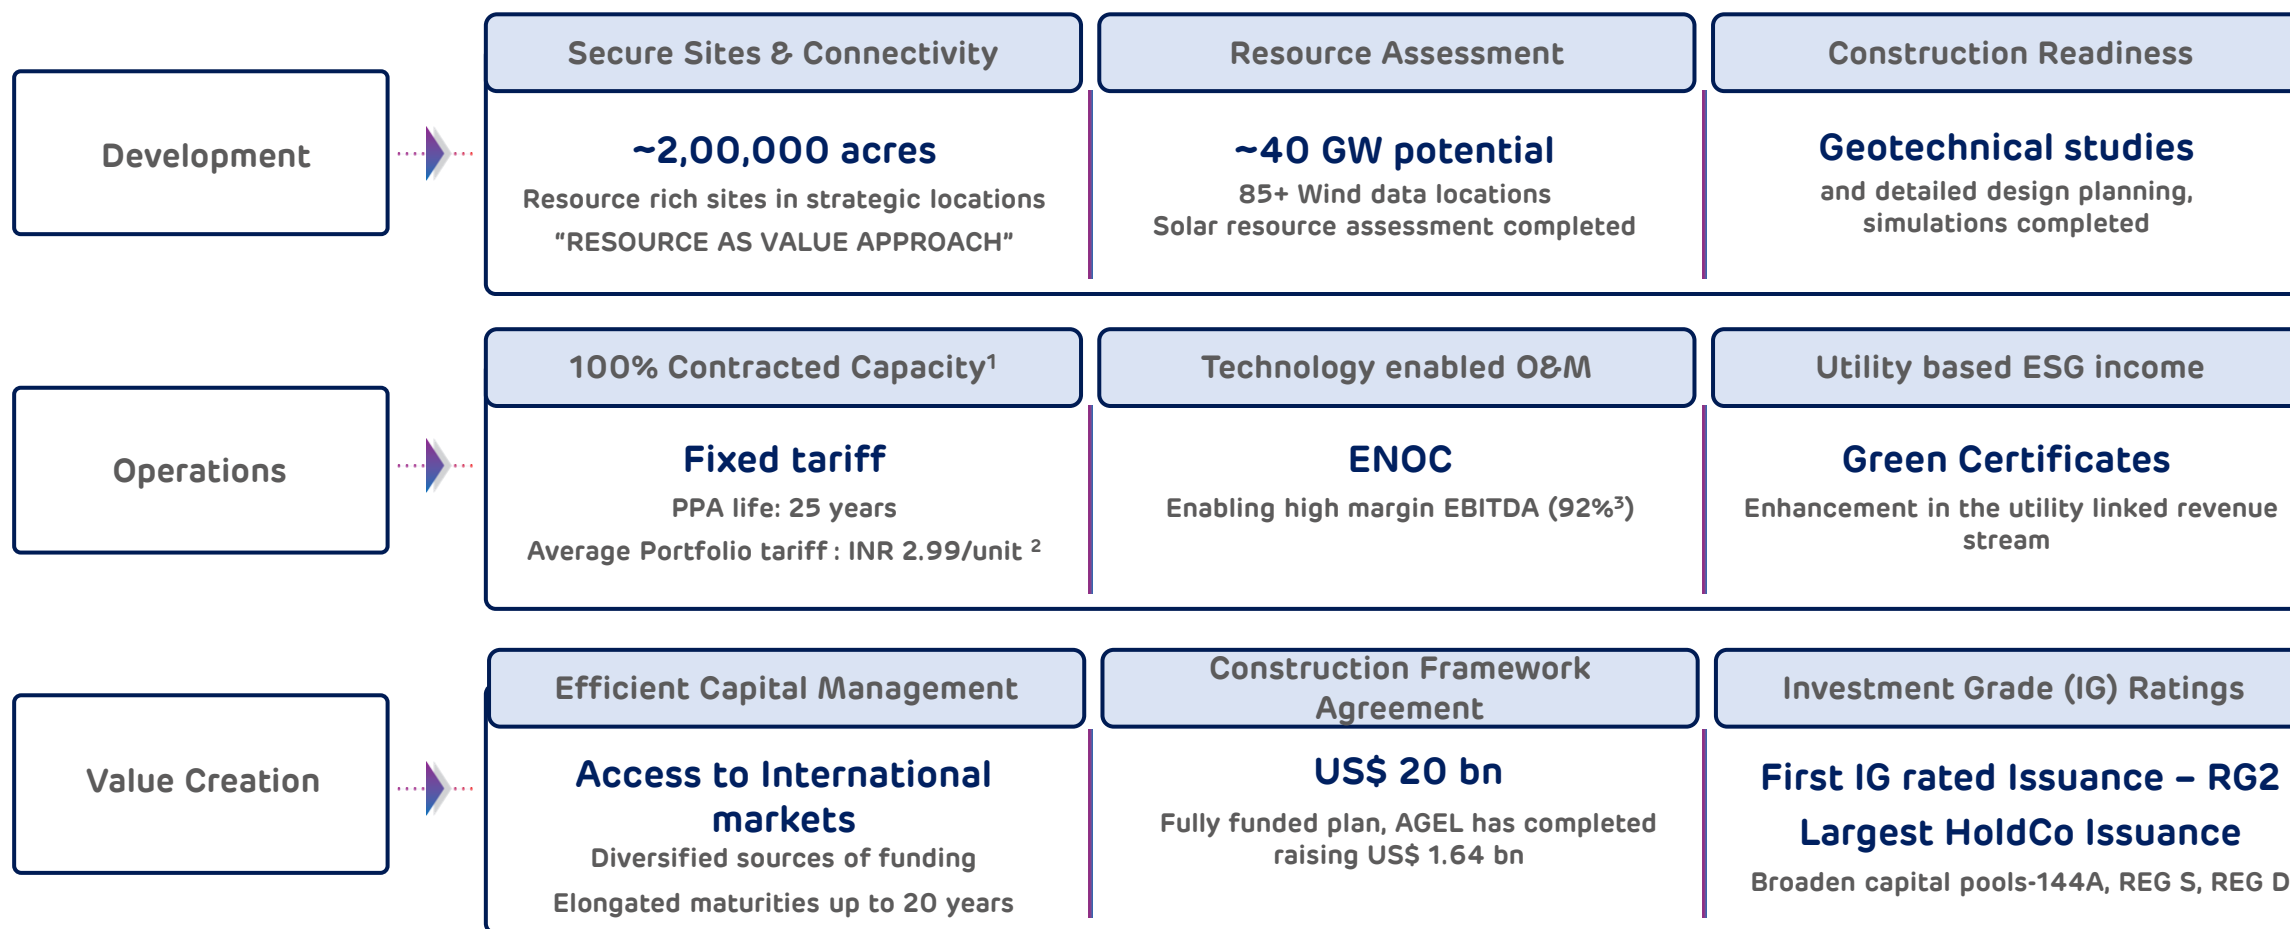 Development
Secure Sites & Connectivity
~2,00,000 acres
Resource rich sites in strategic locations
“RESOURCE AS VALUE APPROACH”
Resource Assessment
~40 GW potential
85+ Wind data locations
Solar resource assessment completed
Construction Readiness
Geotechnical studies
and detailed design planning,
simulations completed
Operations
100% Contracted Capacity¹
Fixed tariff
PPA life: 25 years
Average Portfolio tariff : INR 2.99/unit ²
Technology enabled O&M
ENOC
Enabling high margin EBITDA (92%³)
Utility based ESG income
Green Certificates
Enhancement in the utility linked revenue
stream
Value Creation
Efficient Capital Management
Access to International
markets
Diversified sources of funding
Elongated maturities up to 20 years
Construction Framework
Agreement
US$ 20 bn
Fully funded plan, AGEL has completed
raising US$ 1.64 bn
Investment Grade (IG) Ratings
First IG rated Issuance – RG2
Largest HoldCo Issuance
Broaden capital pools-144A, REG S, REG D